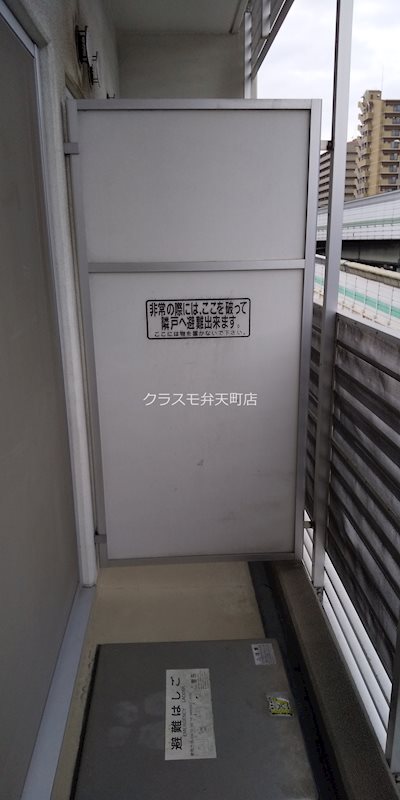 非常の際には、ここを破って
隣戸へ避難出来ます。
ここには物を置かないで下さい。
クラスモ弁天町店
避難はしご
EMERGENCY LADDER